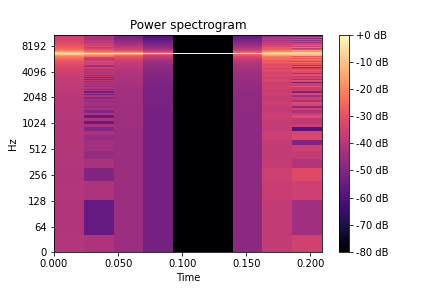 Power spectrogram
8192
4096
2048
1024
512
256
128
64
0
Hz
0.000 0.050 0.100 0.150 0.200
Time
+0 dB
-10 dB
-20 dB
-30 dB
-40 dB
-50 dB
-60 dB
-70 dB
-80 dB